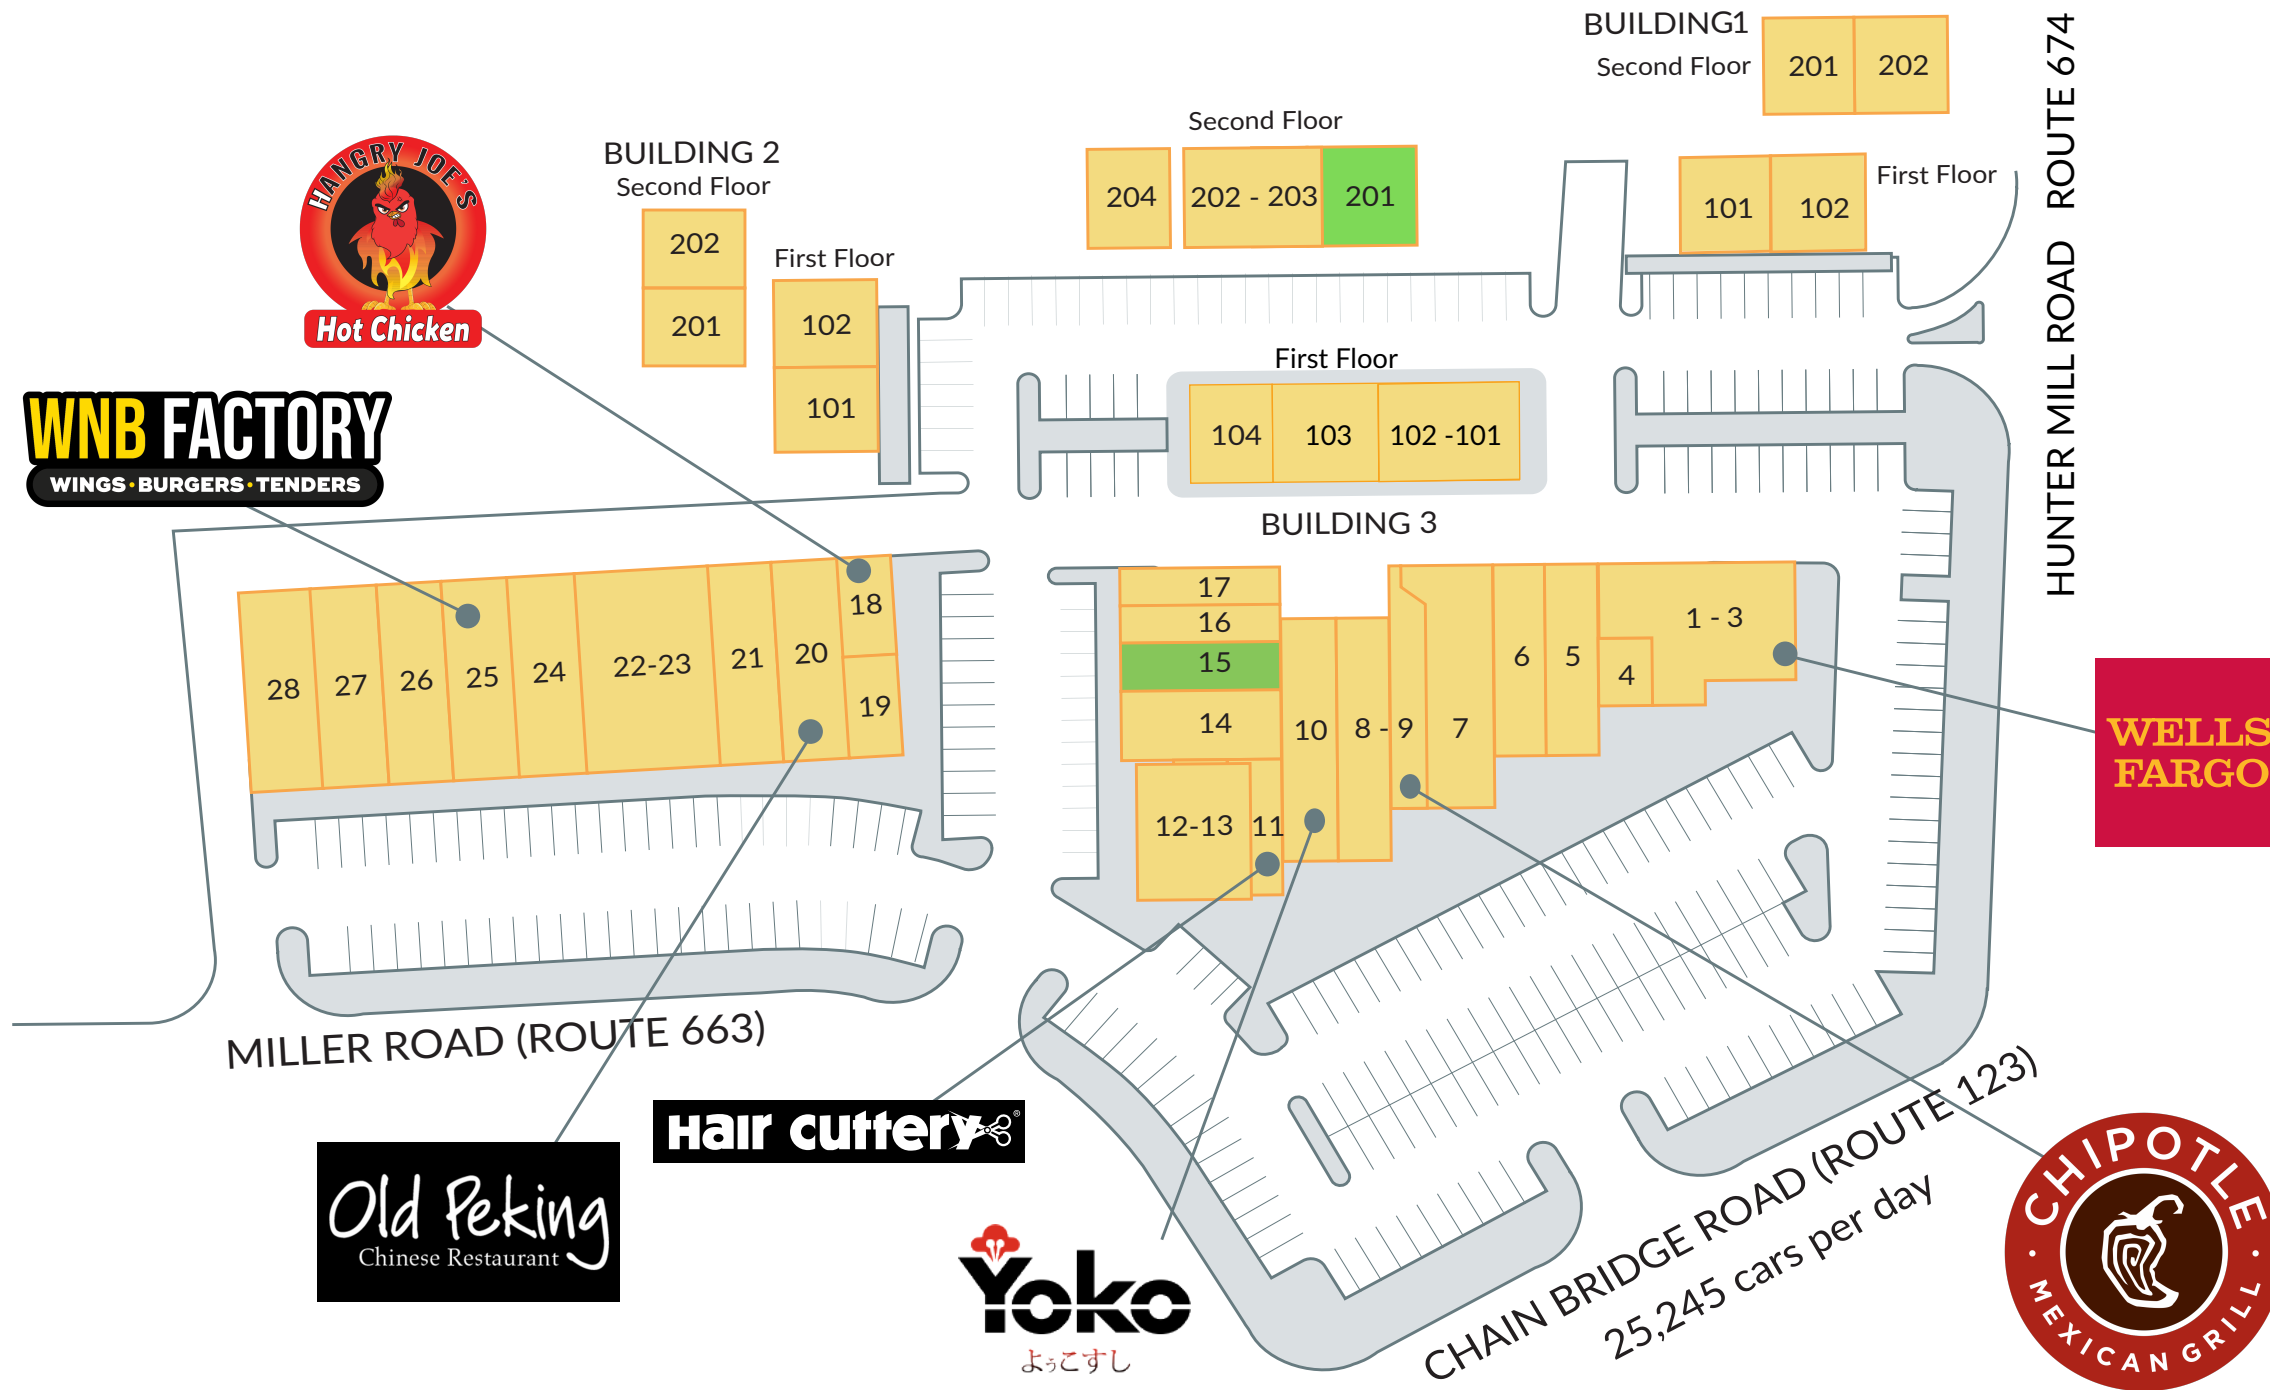 BUILDING1
Second Floor
201
202
HUNTER MILL ROAD ROUTE 674
101
102
First Floor
Second Floor
204
202 - 203
201
BUILDING 2
Second Floor
202
201
First Floor
102
101
HANGRY JOE'S
Hot Chicken
WNB FACTORY
WINGS·BURGERS·TENDERS
First Floor
104
103
102 -101
BUILDING 3
28
27
26
25
24
22-23
21
20
18
19
17
16
15
14
12-13
11
10
8 - 9
7
6
5
4
1 - 3
WELLS
FARGO
MILLER ROAD (ROUTE 663)
Hair cuttery®
Old Peking
Chinese Restaurant
Yoko
ようこすし
CHAIN BRIDGE ROAD (ROUTE 123)
25,245 cars per day
CHIPOTLE
· MEXICAN GRILL ·